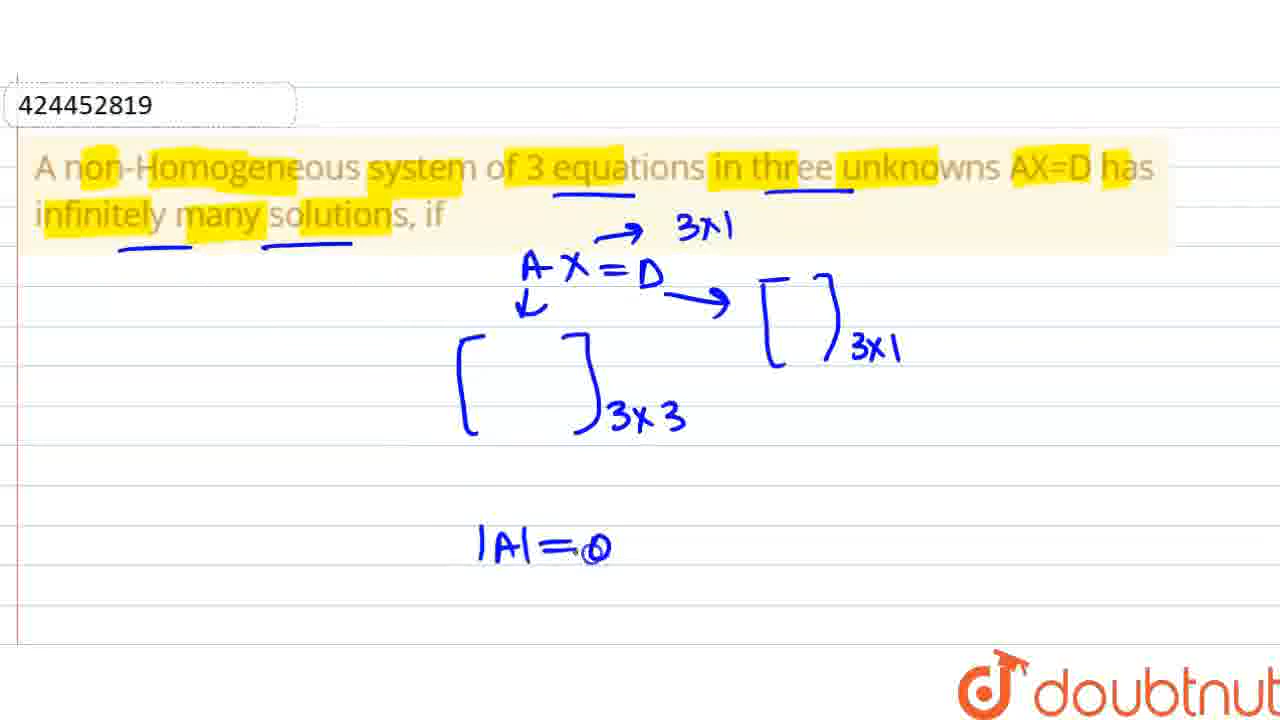 424452819
A non-Homogeneous system of 3 equations in three unknowns AX=D has
infinitely many solutions, if
3x1
A X = D
[ ]3x1
[ ]3x3
|A| = 0
doubtnut